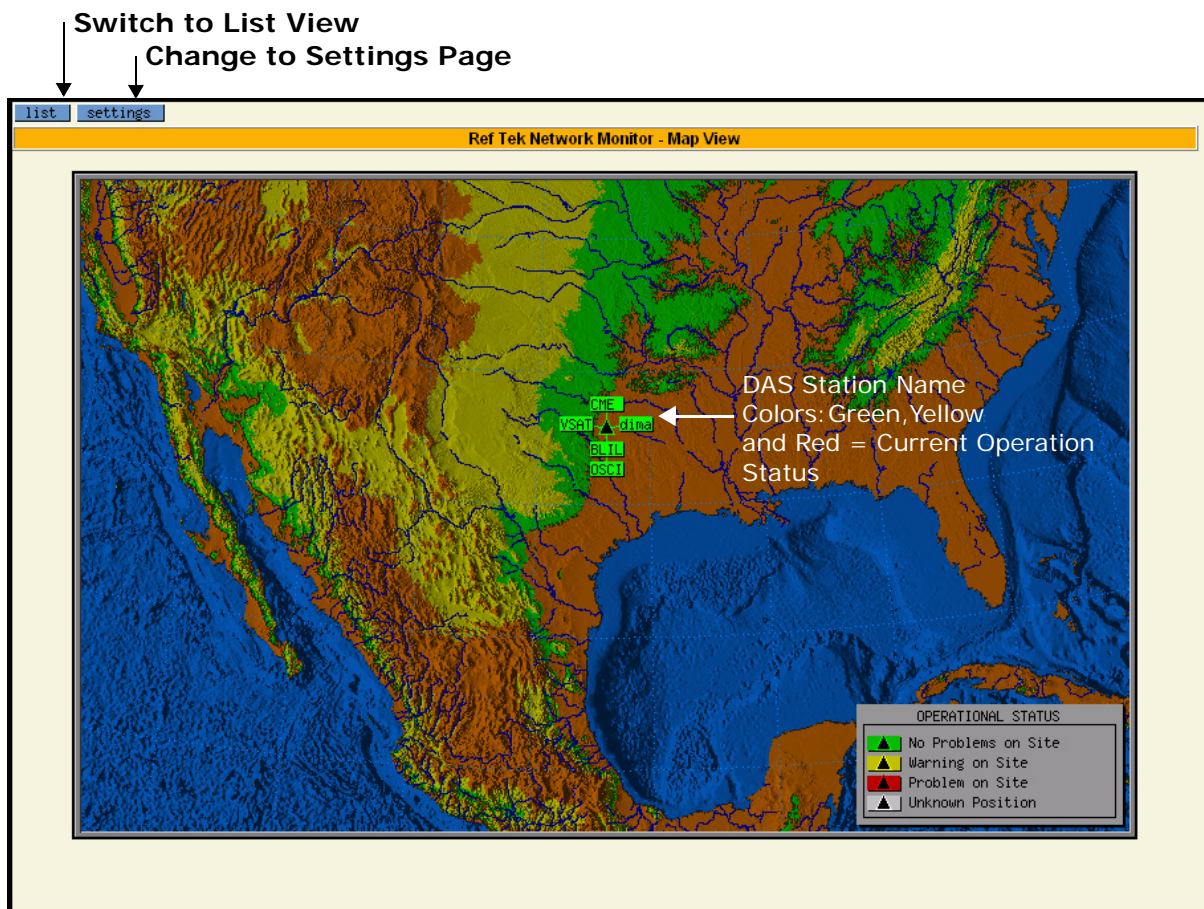 Switch to List View
Change to Settings Page
list settings
Ref Tek Network Monitor - Map View
DAS Station Name
Colors: Green, Yellow
and Red = Current Operation
Status
CME
VSAT dima
BLIL
OSCI
OPERATIONAL STATUS
No Problems on Site
Warning on Site
Problem on Site
Unknown Position